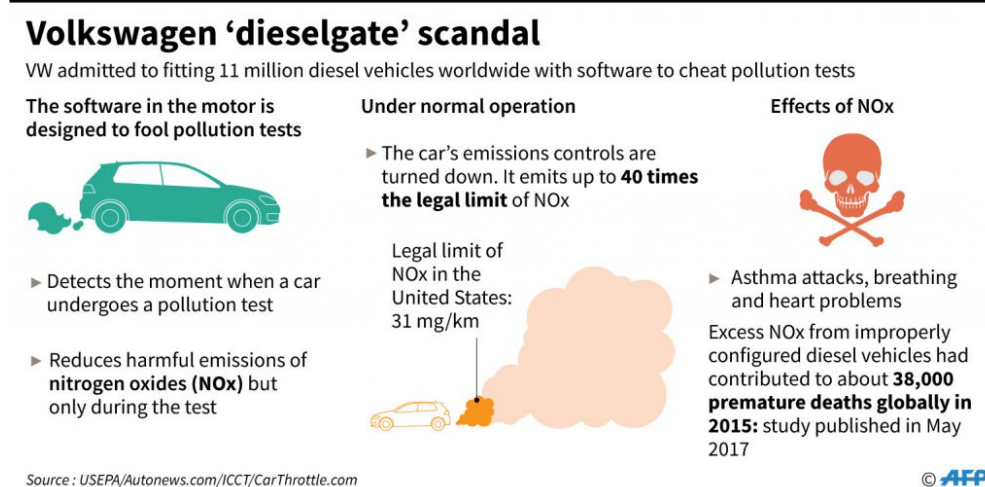 Volkswagen ‘dieselgate’ scandal
VW admitted to fitting 11 million diesel vehicles worldwide with software to cheat pollution tests
The software in the motor is
designed to fool pollution tests
▶ Detects the moment when a car
undergoes a pollution test
▶ Reduces harmful emissions of
nitrogen oxides (NOx) but
only during the test
Under normal operation
▶ The car’s emissions controls are
turned down. It emits up to 40 times
the legal limit of NOx
Legal limit of
NOx in the
United States:
31 mg/km
Effects of NOx
▶ Asthma attacks, breathing
and heart problems
Excess NOx from improperly
configured diesel vehicles had
contributed to about 38,000
premature deaths globally in
2015: study published in May
2017
Source : USEPA/Autonews.com/ICCT/CarThrottle.com
© AFP